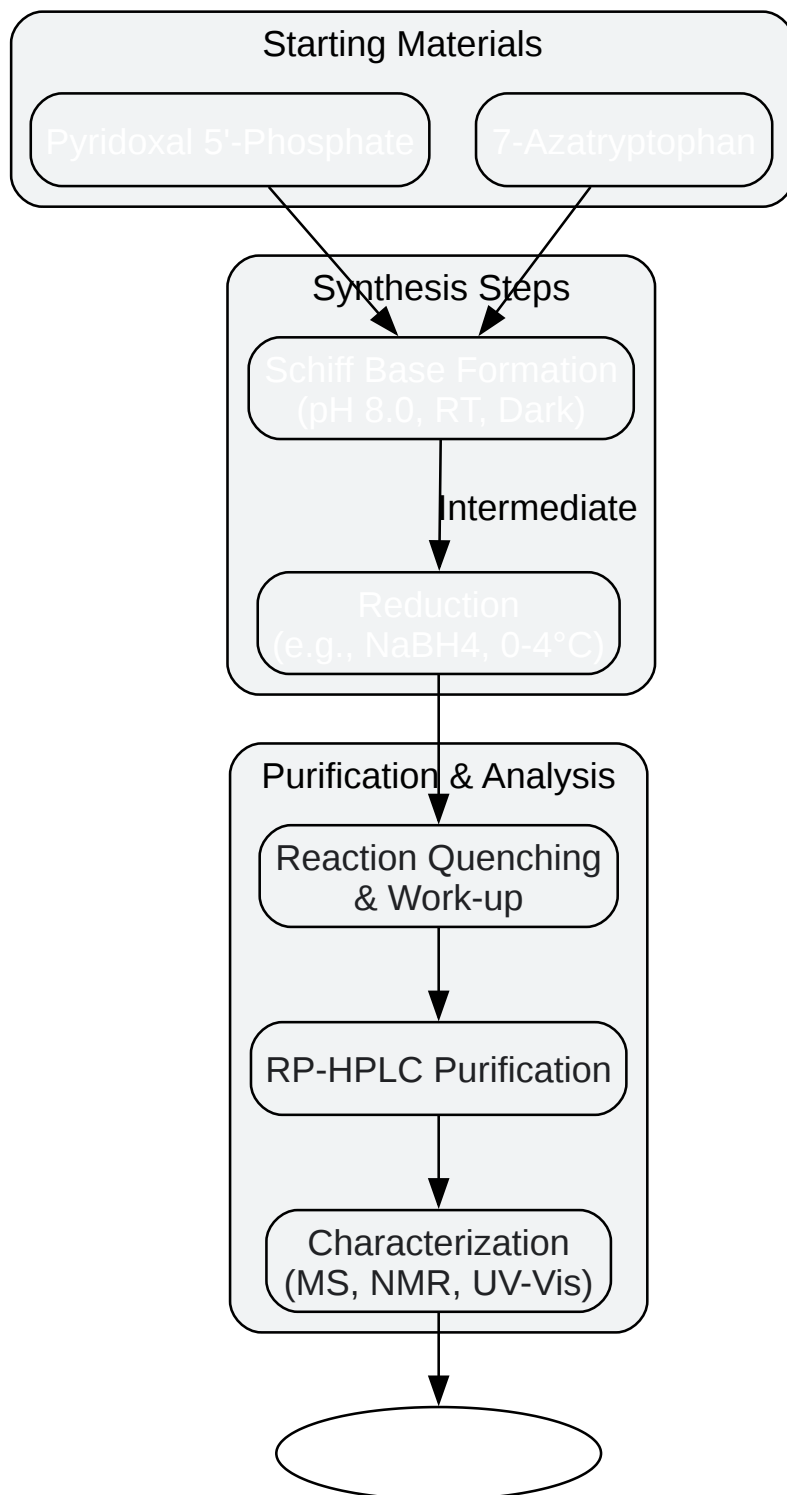 Starting Materials
Pyridoxal 5'-Phosphate
7-Azatryptophan
Synthesis Steps
Schiff Base Formation
(pH 8.0, RT, Dark)
Intermediate
Reduction
(e.g., NaBH4, 0-4°C)
Purification & Analysis
Reaction Quenching
& Work-up
RP-HPLC Purification
Characterization
(MS, NMR, UV-Vis)